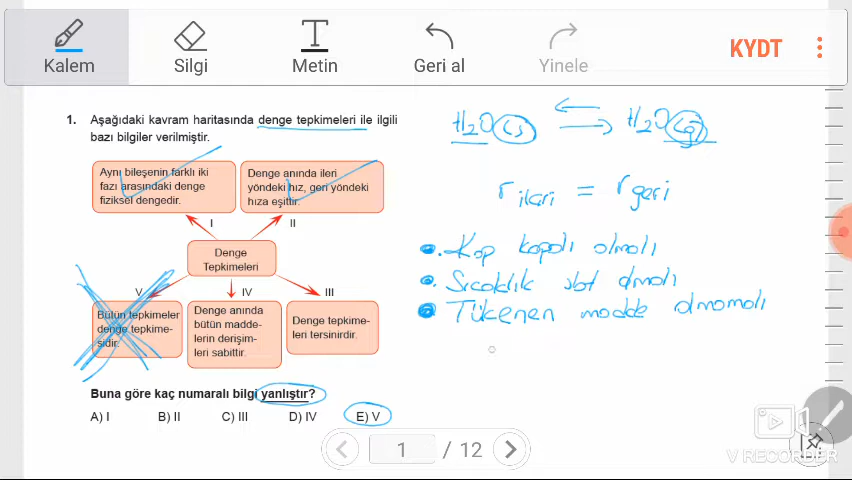 Kalem
Silgi
Metin
Geri al
Yinele
KYDT
1. Aşağıdaki kavram haritasında denge tepkimeleri ile ilgili
bazı bilgiler verilmiştir.
Aynı bileşenin farklı iki
fazı arasındaki denge
fiziksel dengedir.
Denge anında ileri
yöndeki hız, geri yöndeki
hıza eşittir.
I
II
Denge
Tepkimeleri
V
IV
III
Bütün tepkimeler
denge tepkime-
sidir.
Denge anında
bütün madde-
lerin derişim-
leri sabittir.
Denge tepkime-
leri tersinirdir.
Buna göre kaç numaralı bilgi yanlıştır?
A) I B) II C) III D) IV E) V
H2O(s) ⇄ H2O(g)
r ileri = r geri
• Kap kapalı olmalı
• Sıcaklık sbt olmalı
• Tükenen madde olmamalı
1 / 12
V RECORDER